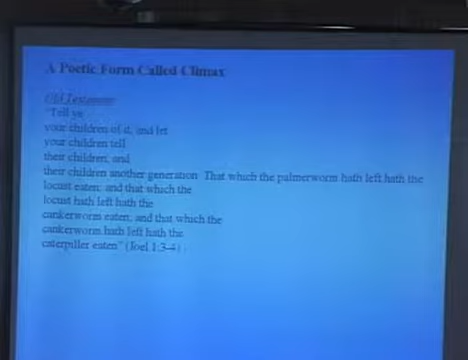 A Poetic Form Called Climax
Old Testament
"Tell ye
your children of it, and let
your children tell
their children, and
their children another generation. That which the palmerworm hath left hath the
locust eaten; and that which the
locust hath left hath the
cankerworm eaten; and that which the
cankerworm hath left hath the
caterpiller eaten" (Joel 1:3-4)